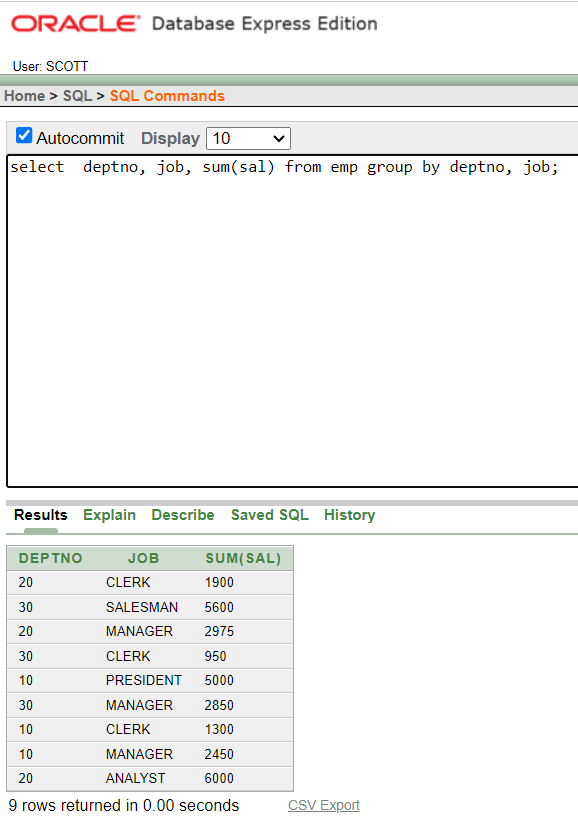 ORACLE Database Express Edition
User: SCOTT
Home > SQL > SQL Commands
Autocommit Display 10
select  deptno, job, sum(sal) from emp group by deptno, job;
Results Explain Describe Saved SQL History
DEPTNO JOB SUM(SAL)
20 CLERK 1900
30 SALESMAN 5600
20 MANAGER 2975
30 CLERK 950
10 PRESIDENT 5000
30 MANAGER 2850
10 CLERK 1300
10 MANAGER 2450
20 ANALYST 6000
9 rows returned in 0.00 seconds CSV Export